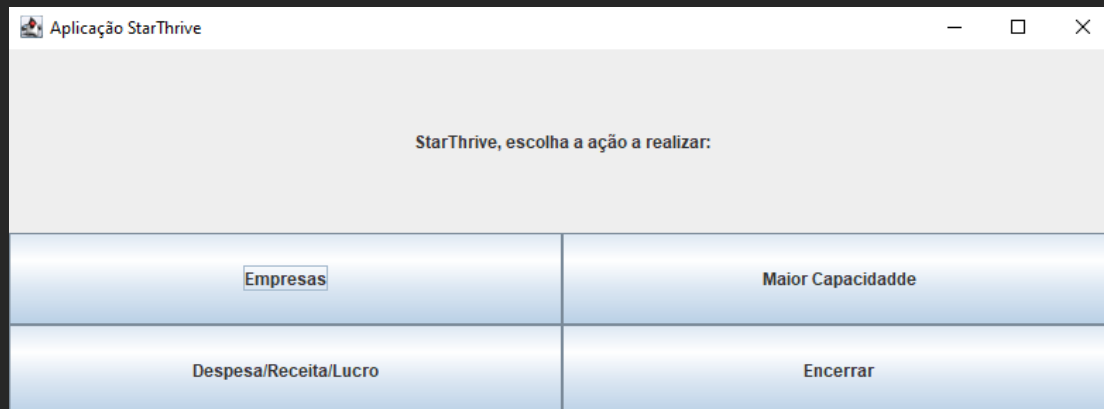 Aplicação StarThrive
StarThrive, escolha a ação a realizar:
Empresas
Maior Capacidadde
Despesa/Receita/Lucro
Encerrar